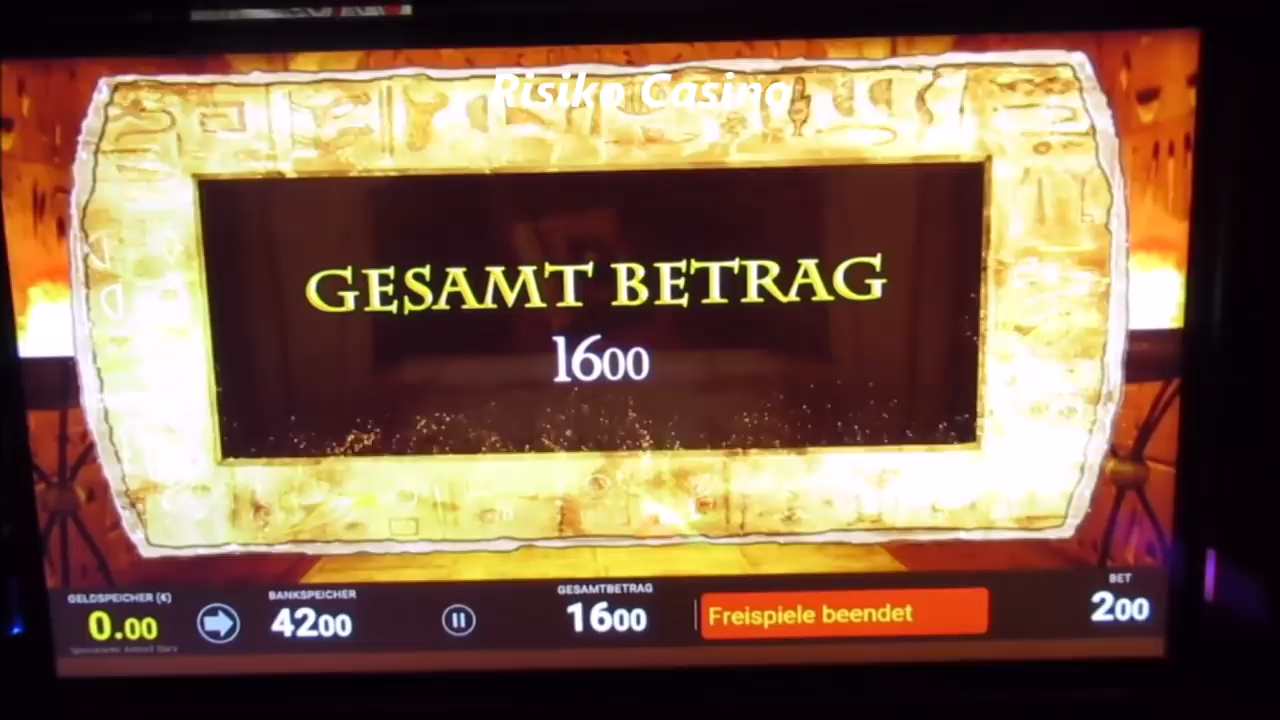 Risiko Casino
GESAMT BETRAG
1600
GELDSPEICHER (€)
0.00
BANKSPEICHER
4200
GESAMTBETRAG
1600
Freispiele beendet
BET
200